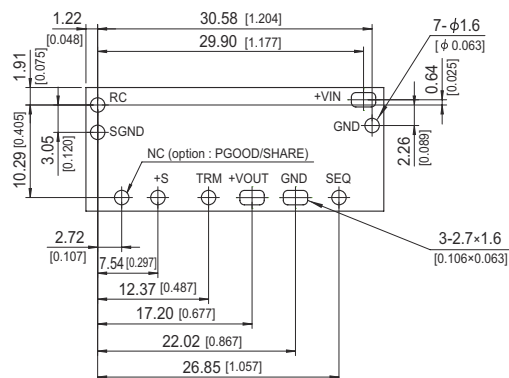 1.22
[0.048]
30.58 [1.204]
29.90 [1.177]
7- ϕ1.6
[ϕ 0.063]
1.91
[0.075]
0.64
[0.025]
RC
+VIN
10.29 [0.405]
3.05
[0.120]
SGND
GND
2.26
[0.089]
NC (option : PGOOD/SHARE)
+S
TRM
+VOUT
GND
SEQ
2.72
[0.107]
3-2.7×1.6
[0.106×0.063]
7.54 [0.297]
12.37 [0.487]
17.20 [0.677]
22.02 [0.867]
26.85 [1.057]